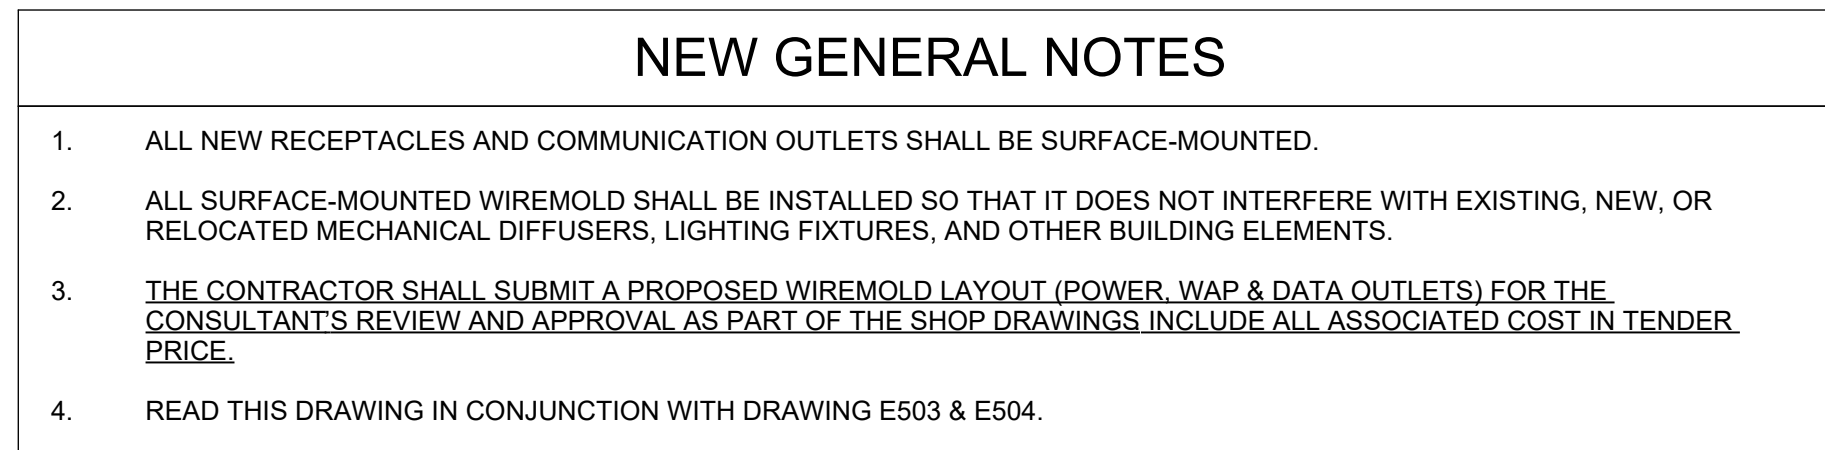 NEW GENERAL NOTES
1. ALL NEW RECEPTACLES AND COMMUNICATION OUTLETS SHALL BE SURFACE-MOUNTED.
2. ALL SURFACE-MOUNTED WIREMOLD SHALL BE INSTALLED SO THAT IT DOES NOT INTERFERE WITH EXISTING, NEW, OR
RELOCATED MECHANICAL DIFFUSERS, LIGHTING FIXTURES, AND OTHER BUILDING ELEMENTS.
3. THE CONTRACTOR SHALL SUBMIT A PROPOSED WIREMOLD LAYOUT (POWER, WAP & DATA OUTLETS) FOR THE
CONSULTANT'S REVIEW AND APPROVAL AS PART OF THE SHOP DRAWINGS INCLUDE ALL ASSOCIATED COST IN TENDER
PRICE.
4. READ THIS DRAWING IN CONJUNCTION WITH DRAWING E503 & E504.